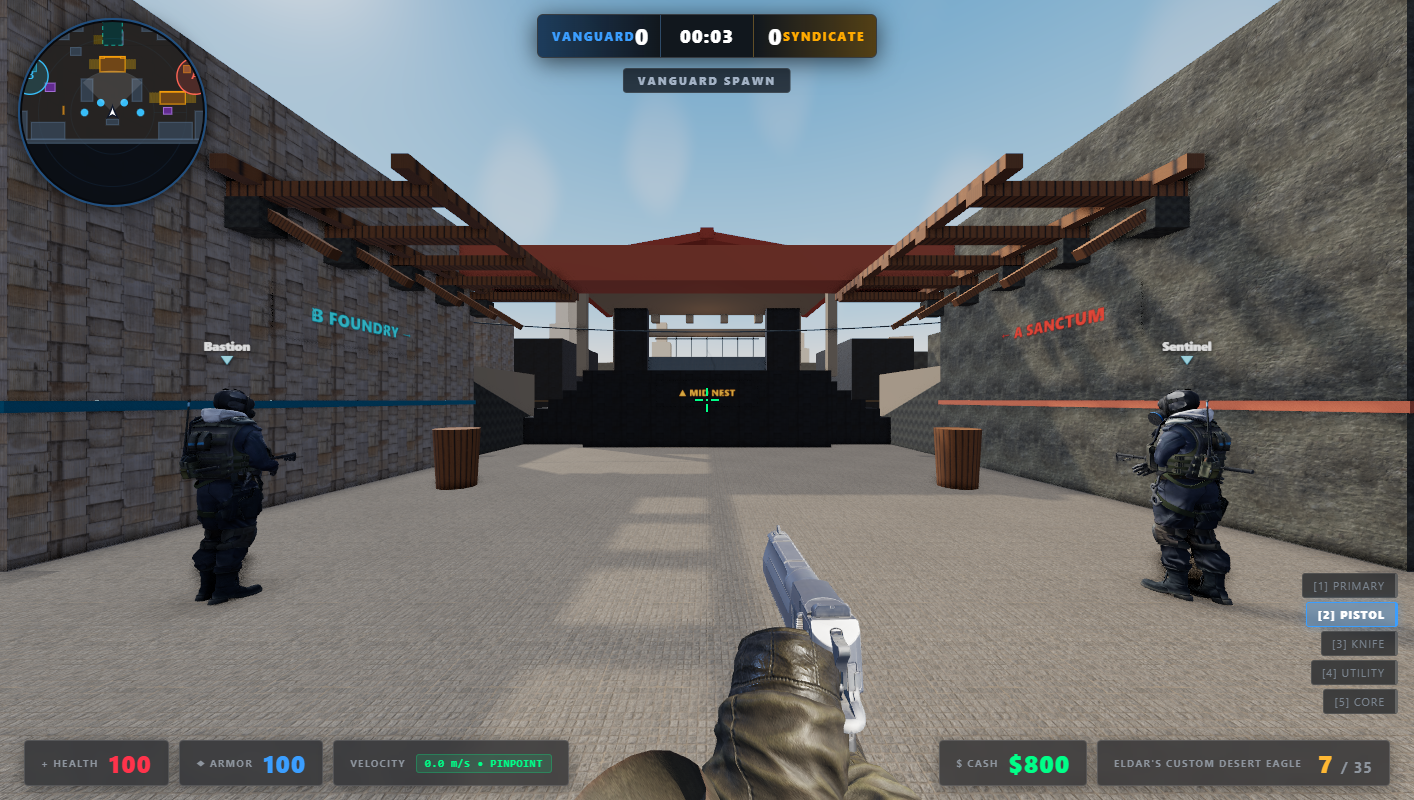 VANGUARD 0 00:03 0 SYNDICATE
VANGUARD SPAWN
B
A
B FOUNDRY
A SANCTUM
Bastion
Sentinel
▲ MID NEST
[1] PRIMARY
[2] PISTOL
[3] KNIFE
[4] UTILITY
[5] CORE
+ HEALTH 100
◆ ARMOR 100
VELOCITY 0.0 m/s • PINPOINT
$ CASH $800
ELDAR'S CUSTOM DESERT EAGLE 7 / 35